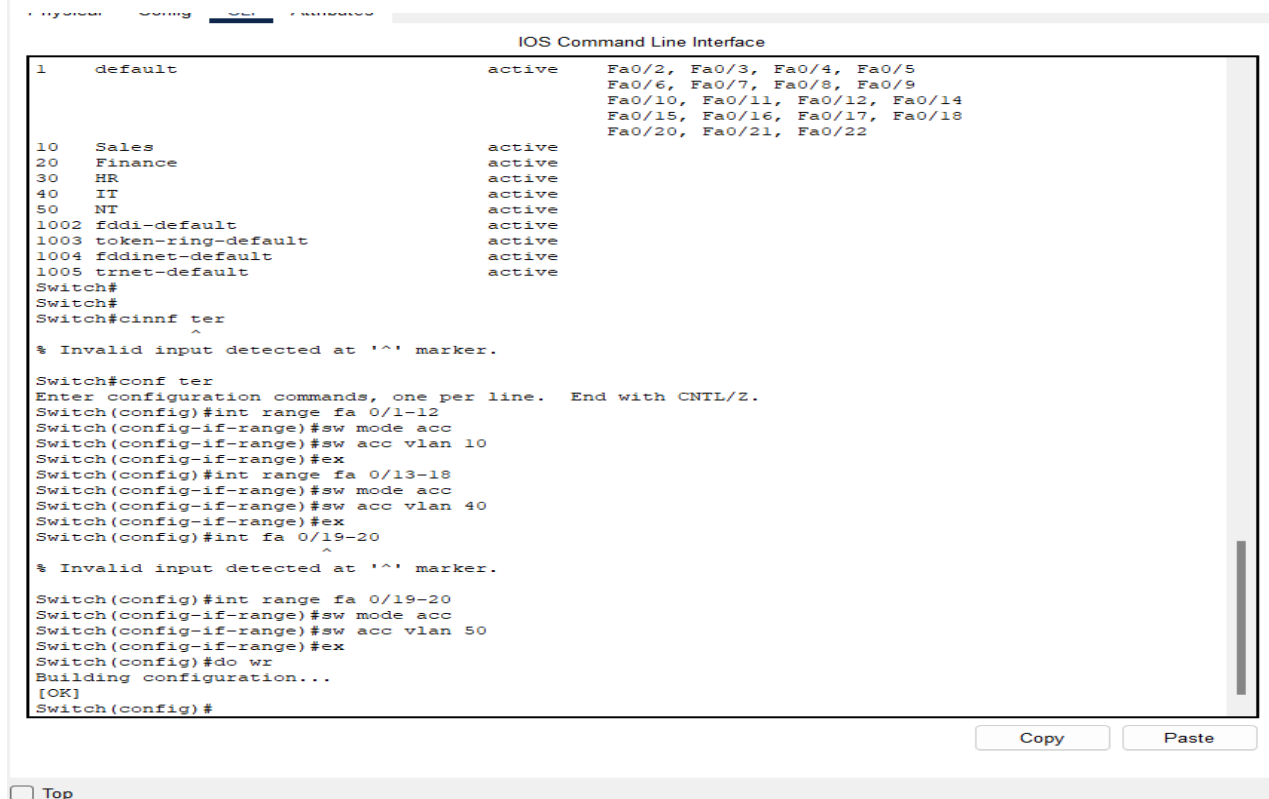 IOS Command Line Interface
1 default active Fa0/2, Fa0/3, Fa0/4, Fa0/5
Fa0/6, Fa0/7, Fa0/8, Fa0/9
Fa0/10, Fa0/11, Fa0/12, Fa0/14
Fa0/15, Fa0/16, Fa0/17, Fa0/18
Fa0/20, Fa0/21, Fa0/22
10 Sales active
20 Finance active
30 HR active
40 IT active
50 NT active
1002 fddi-default active
1003 token-ring-default active
1004 fddinet-default active
1005 trnet-default active
Switch#
Switch#
Switch#cinnf ter
^
% Invalid input detected at '^' marker.
Switch#conf ter
Enter configuration commands, one per line. End with CNTL/Z.
Switch(config)#int range fa 0/1-12
Switch(config-if-range)#sw mode acc
Switch(config-if-range)#sw acc vlan 10
Switch(config-if-range)#ex
Switch(config)#int range fa 0/13-18
Switch(config-if-range)#sw mode acc
Switch(config-if-range)#sw acc vlan 40
Switch(config-if-range)#ex
Switch(config)#int fa 0/19-20
^
% Invalid input detected at '^' marker.
Switch(config)#int range fa 0/19-20
Switch(config-if-range)#sw mode acc
Switch(config-if-range)#sw acc vlan 50
Switch(config-if-range)#ex
Switch(config)#do wr
Building configuration...
[OK]
Switch(config)#
Copy Paste
Top